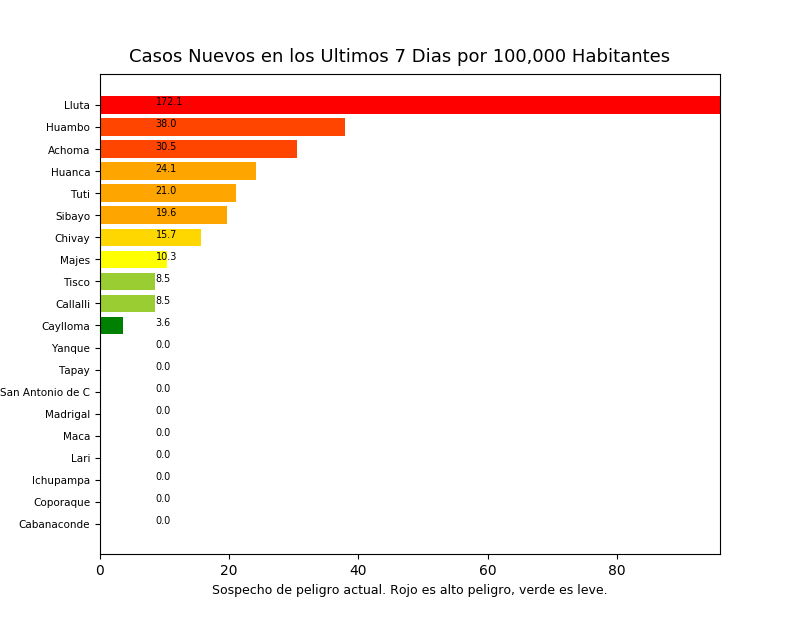 Casos Nuevos en los Ultimos 7 Dias por 100,000 Habitantes
Lluta 172.1
Huambo 38.0
Achoma 30.5
Huanca 24.1
Tuti 21.0
Sibayo 19.6
Chivay 15.7
Majes 10.3
Tisco 8.5
Callalli 8.5
Caylloma 3.6
Yanque 0.0
Tapay 0.0
San Antonio de C 0.0
Madrigal 0.0
Maca 0.0
Lari 0.0
Ichupampa 0.0
Coporaque 0.0
Cabanaconde 0.0
0 20 40 60 80
Sospecho de peligro actual. Rojo es alto peligro, verde es leve.